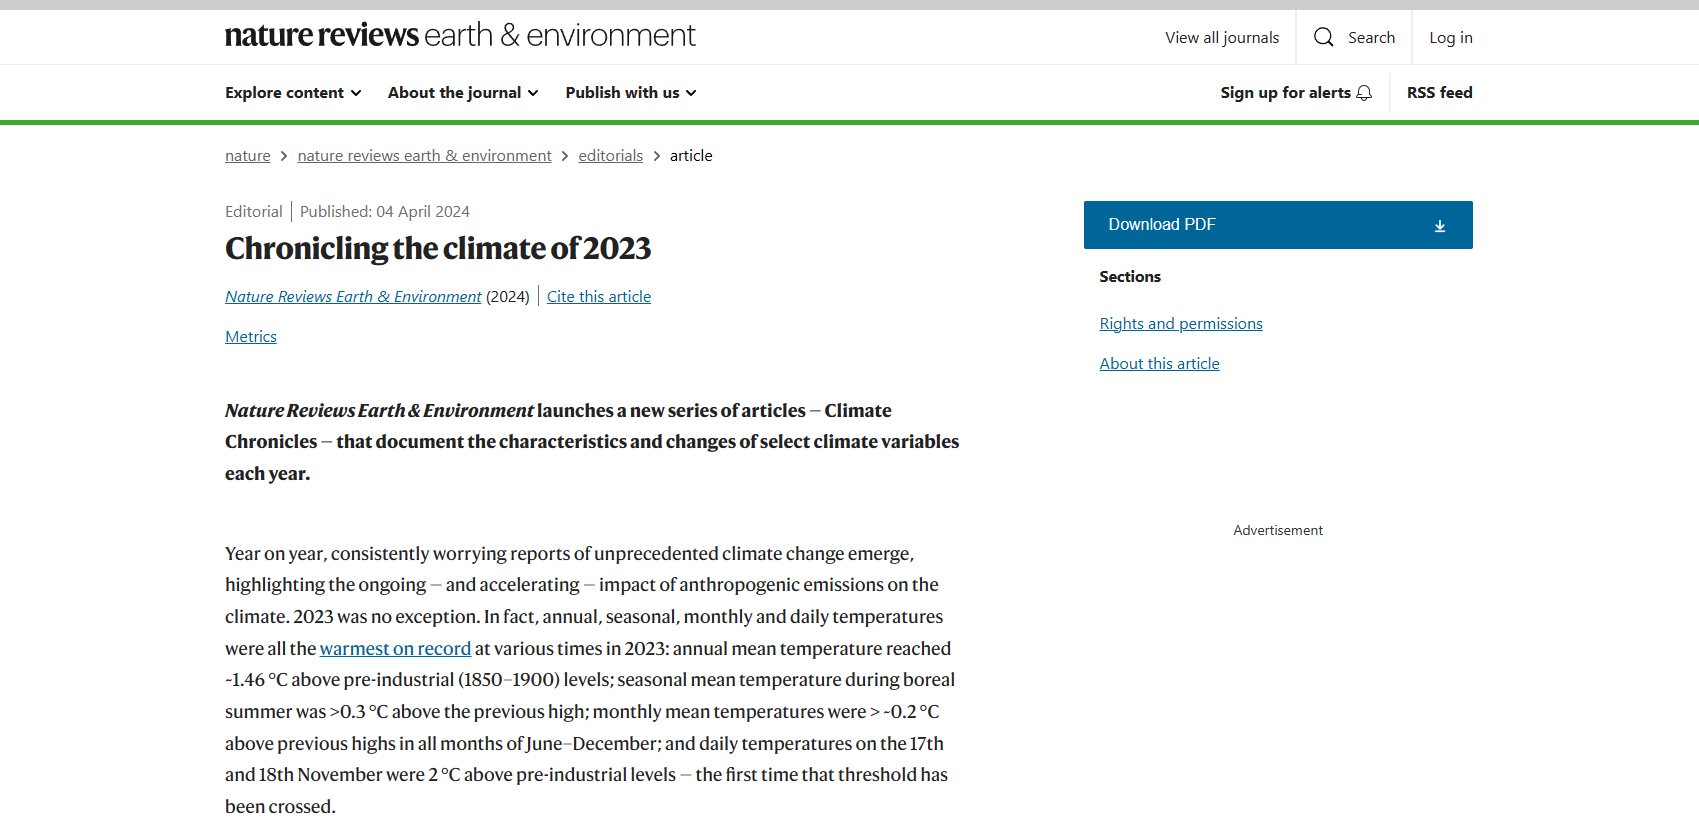 nature reviews earth & environment
View all journals
Search
Log in
Explore content
About the journal
Publish with us
Sign up for alerts
RSS feed
nature > nature reviews earth & environment > editorials > article
Editorial | Published: 04 April 2024
Chronicling the climate of 2023
Nature Reviews Earth & Environment (2024) | Cite this article
Metrics
Nature Reviews Earth & Environment launches a new series of articles — Climate
Chronicles — that document the characteristics and changes of select climate variables
each year.
Year on year, consistently worrying reports of unprecedented climate change emerge,
highlighting the ongoing — and accelerating — impact of anthropogenic emissions on the
climate. 2023 was no exception. In fact, annual, seasonal, monthly and daily temperatures
were all the warmest on record at various times in 2023: annual mean temperature reached
~1.46 °C above pre-industrial (1850–1900) levels; seasonal mean temperature during boreal
summer was >0.3 °C above the previous high; monthly mean temperatures were > ~0.2 °C
above previous highs in all months of June–December; and daily temperatures on the 17th
and 18th November were 2 °C above pre-industrial levels — the first time that threshold has
been crossed.
Download PDF
Sections
Rights and permissions
About this article
Advertisement